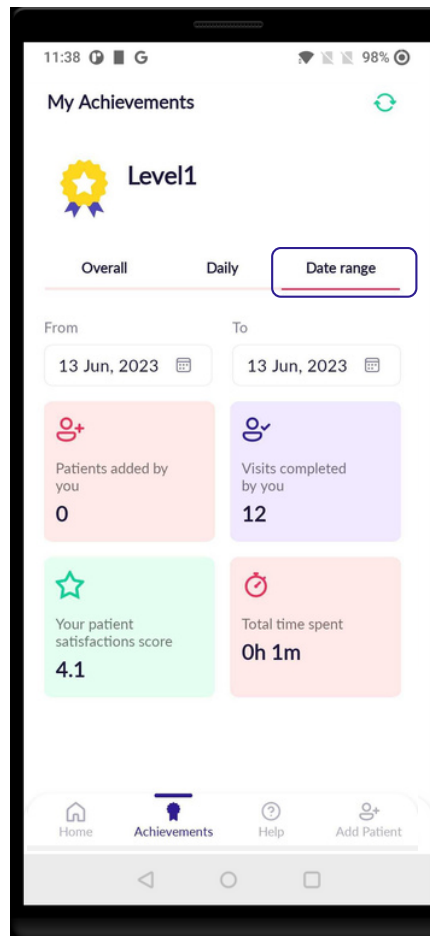 11:38 G 98%
My Achievements
Level1
Overall Daily Date range
From To
13 Jun, 2023 13 Jun, 2023
Patients added by
you
0
Visits completed
by you
12
Your patient
satisfactions score
4.1
Total time spent
0h 1m
Home Achievements Help Add Patient